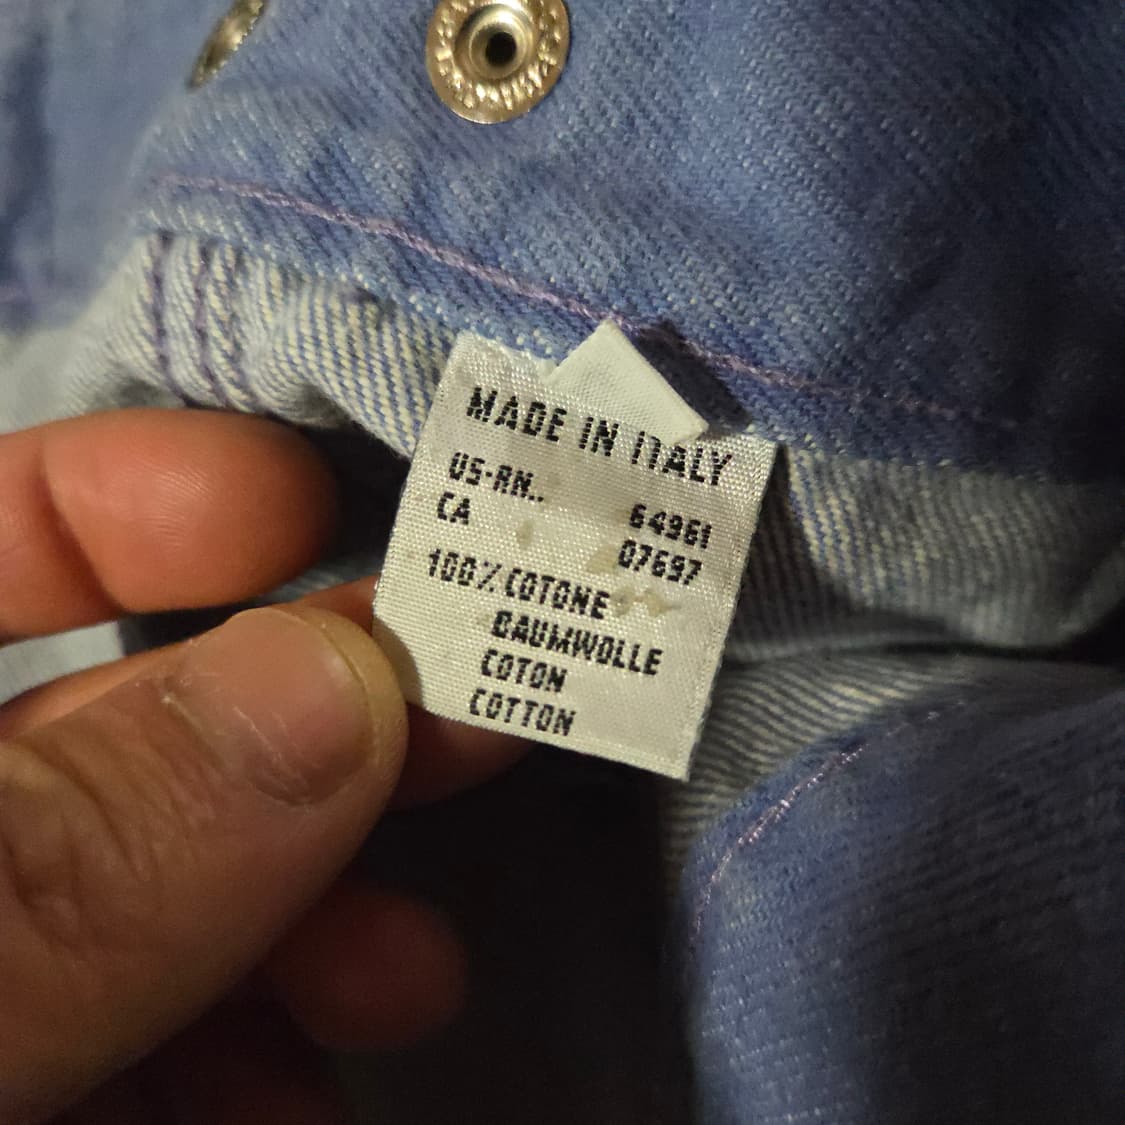 MADE IN ITALY
US-RN.. 64961
CA 07697
100% COTONE
BAUMWOLLE
COTON
COTTON